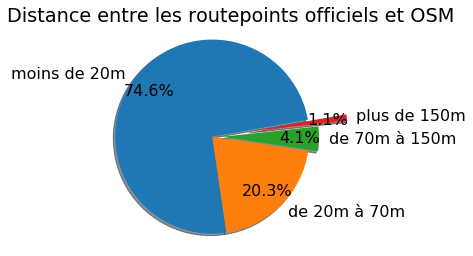 Distance entre les routepoints officiels et OSM
moins de 20m
74.6%
1.1%
plus de 150m
4.1%
de 70m à 150m
20.3%
de 20m à 70m